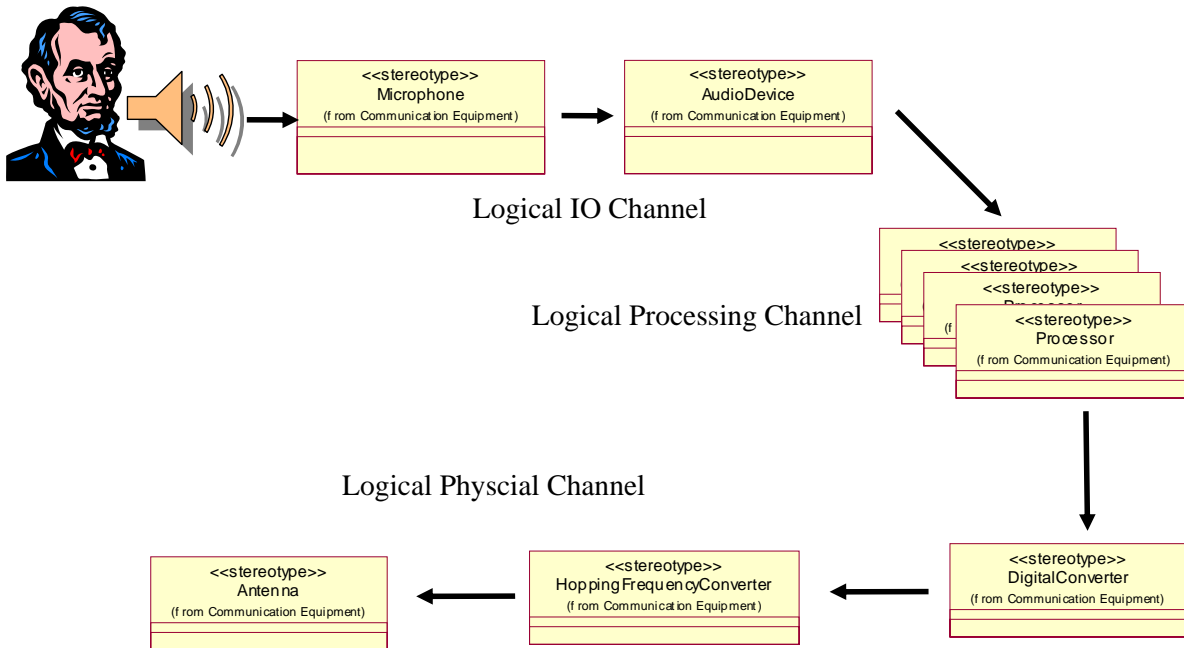 <<stereotype>>
Microphone
(f rom Communication Equipment)
<<stereotype>>
AudioDevice
(f rom Communication Equipment)
Logical IO Channel
<<stereotype>>
<<stereotype>>
<<stereotype>>
Processor
(f
<<stereotype>>
Processor
(f rom Communication Equipment)
Logical Processing Channel
Logical Physcial Channel
<<stereotype>>
Antenna
(f rom Communication Equipment)
<<stereotype>>
HoppingFrequencyConverter
(f rom Communication Equipment)
<<stereotype>>
DigitalConverter
(f rom Communication Equipment)